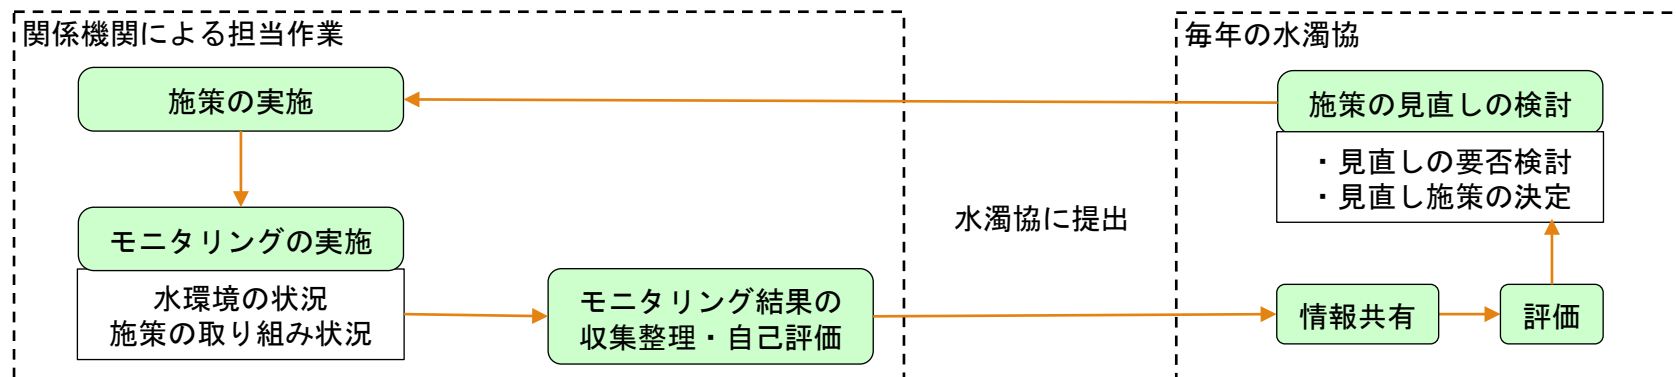 関係機関による担当作業
施策の実施
モニタリングの実施
水環境の状況
施策の取り組み状況
モニタリング結果の
収集整理・自己評価
水濁協に提出
毎年の水濁協
施策の見直しの検討
・見直しの要否検討
・見直し施策の決定
情報共有
評価